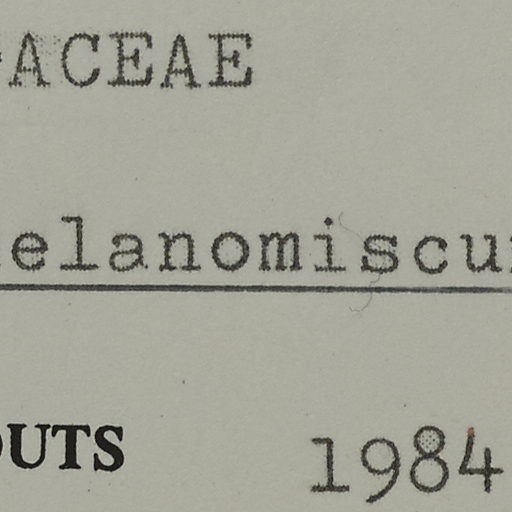 ACEAE
elanomiscu
OUTS
1984